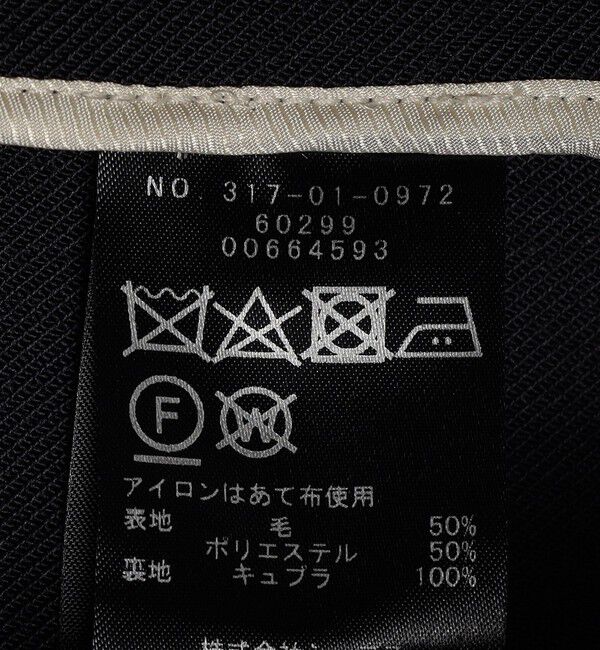 NO. 317-01-0972
60299
00664593
F W
アイロンはあて布使用
表地 毛 50%
ポリエステル 50%
裏地 キュプラ 100%